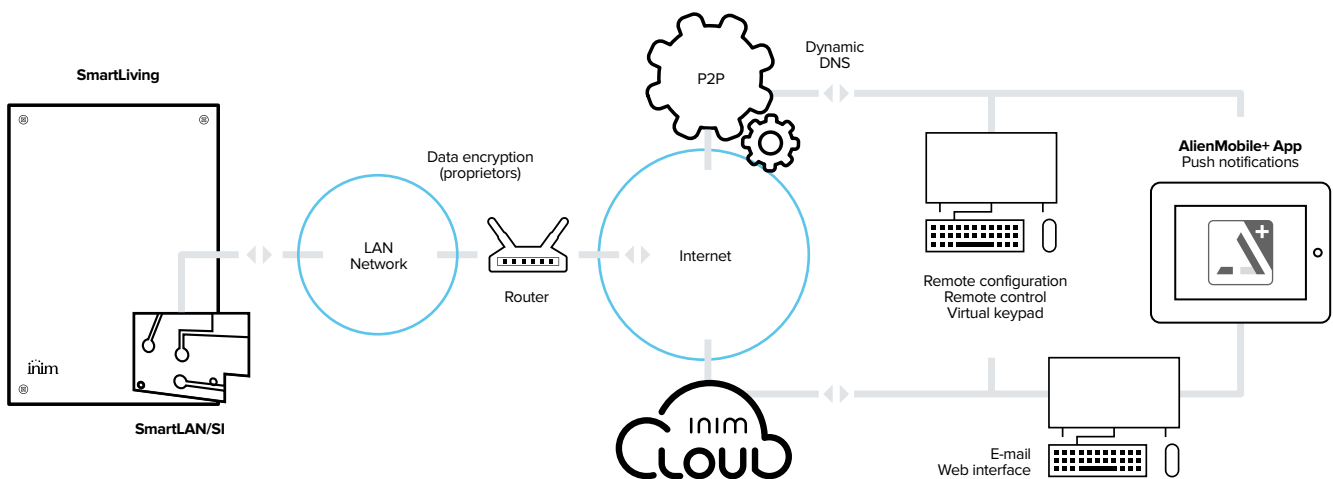 SmartLiving
inim
SmartLAN/SI
Data encryption
(proprietors)
LAN
Network
Router
P2P
Dynamic
DNS
Internet
INIM
CLOUD
Remote configuration
Remote control
Virtual keypad
AlienMobile+ App
Push notifications
+
E-mail
Web interface